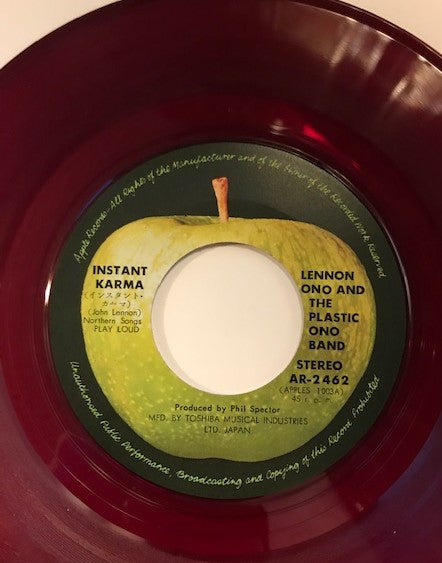 Apple Records · All Rights of the Manufacturer and of the Owner of the Recorded Work Reserved
INSTANT
KARMA
(インスタント・
カーマ)
(John Lennon)
Northern Songs
PLAY LOUD
LENNON
ONO AND
THE
PLASTIC
ONO
BAND
STEREO
AR-2462
(APPLES 1003A)
45 r. p. m.
Produced by Phil Spector
MFD. BY TOSHIBA MUSICAL INDUSTRIES
LTD. JAPAN
Unauthorised Public Performance, Broadcasting and Copying of this Record Prohibited